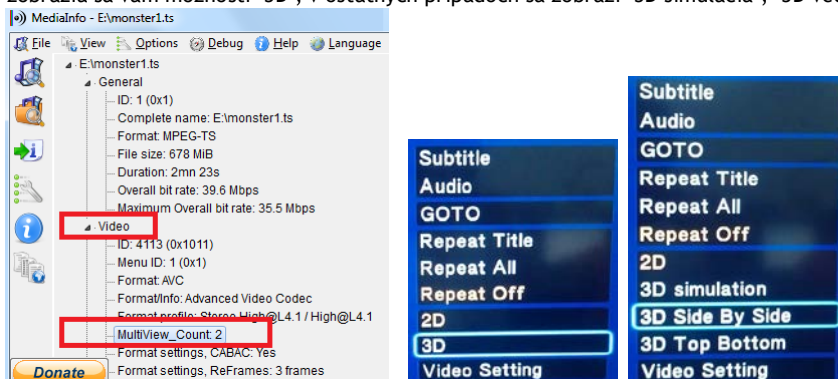 MediaInfo - E:\monster1.ts
File View Options Debug Help Language
E:\monster1.ts
General
ID: 1 (0x1)
Complete name: E:\monster1.ts
Format: MPEG-TS
File size: 678 MiB
Duration: 2mn 23s
Overall bit rate: 39.6 Mbps
Maximum Overall bit rate: 35.5 Mbps
Video
ID: 4113 (0x1011)
Menu ID: 1 (0x1)
Format: AVC
Format/Info: Advanced Video Codec
Format profile: Stereo High@L4.1 / High@L4.1
MultiView_Count: 2
Format settings, CABAC: Yes
Format settings, ReFrames: 3 frames
Donate
Subtitle
Audio
GOTO
Repeat Title
Repeat All
Repeat Off
2D
3D
Video Setting
Subtitle
Audio
GOTO
Repeat Title
Repeat All
Repeat Off
2D
3D simulation
3D Side By Side
3D Top Bottom
Video Setting